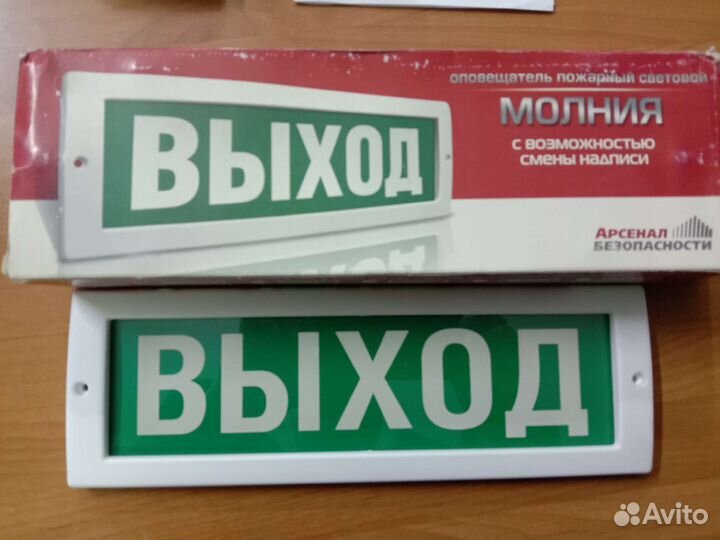 оповещатель пожарный световой
МОЛНИЯ
с возможностью
смены надписи
ВЫХОД
АРСЕНАЛ
БЕЗОПАСНОСТИ
ВЫХОД
Avito